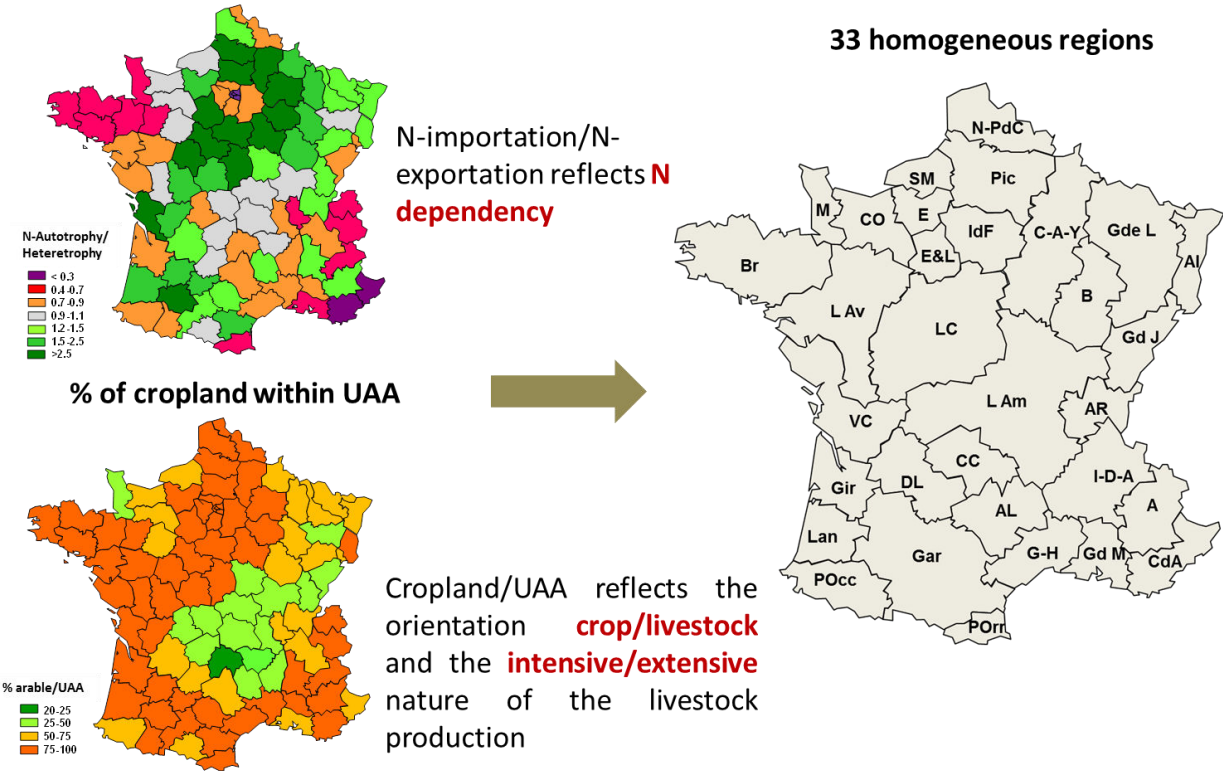 33 homogeneous regions
N-importation/N-
exportation reflects N
dependency
N-Autotrophy/
Heteretrophy
< 0.3
0.4-0.7
0.7-0.9
0.9-1.1
1.2-1.5
1.5-2.5
>2.5
% of cropland within UAA
% arable/UAA
20-25
25-50
50-75
75-100
Cropland/UAA reflects the
orientation crop/livestock
and the intensive/extensive
nature of the livestock
production
N-PdC
SM
Pic
M
CO
E
IdF
C-A-Y
Gde L
Al
E&L
Br
B
L Av
LC
Gd J
L Am
AR
VC
CC
I-D-A
Gir
DL
AL
A
Lan
Gar
G-H
Gd M
CdA
POcc
POrr